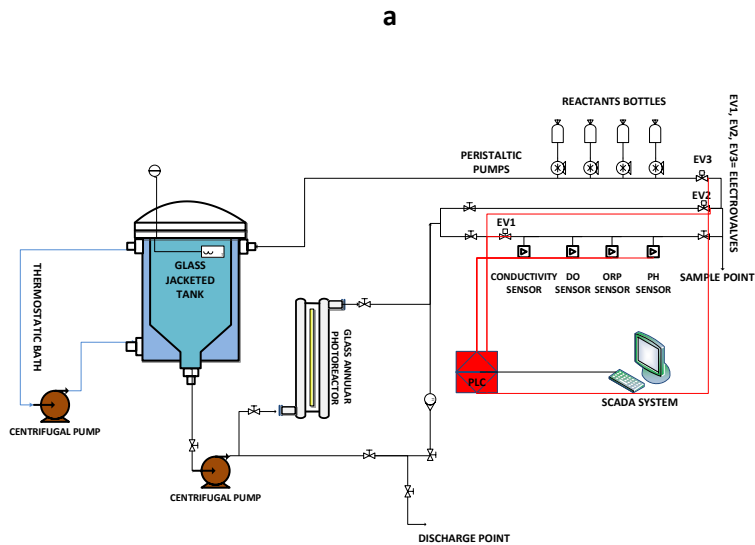 a
REACTANTS BOTTLES
PERISTALTIC
PUMPS
EV3
EV2
EV1
EV1, EV2, EV3= ELECTROVALVES
GLASS
JACKETED
TANK
THERMOSTATIC BATH
CONDUCTIVITY
SENSOR
DO
SENSOR
ORP
SENSOR
PH
SENSOR
SAMPLE POINT
GLASS ANNULAR
PHOTOREACTOR
PLC
SCADA SYSTEM
CENTRIFUGAL PUMP
CENTRIFUGAL PUMP
DISCHARGE POINT